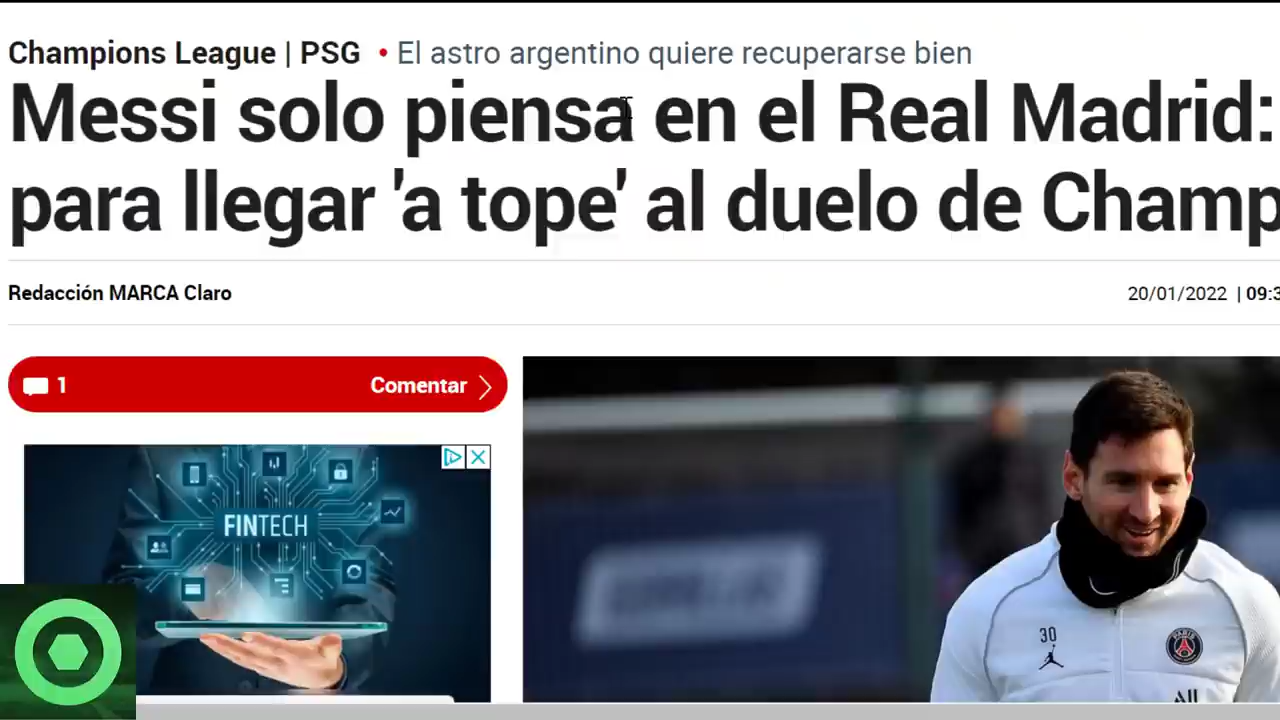 Champions League | PSG • El astro argentino quiere recuperarse bien
Messi solo piensa en el Real Madrid:
para llegar 'a tope' al duelo de Champ
Redacción MARCA Claro
20/01/2022 | 09:3
1
Comentar
FINTECH
30
PARIS